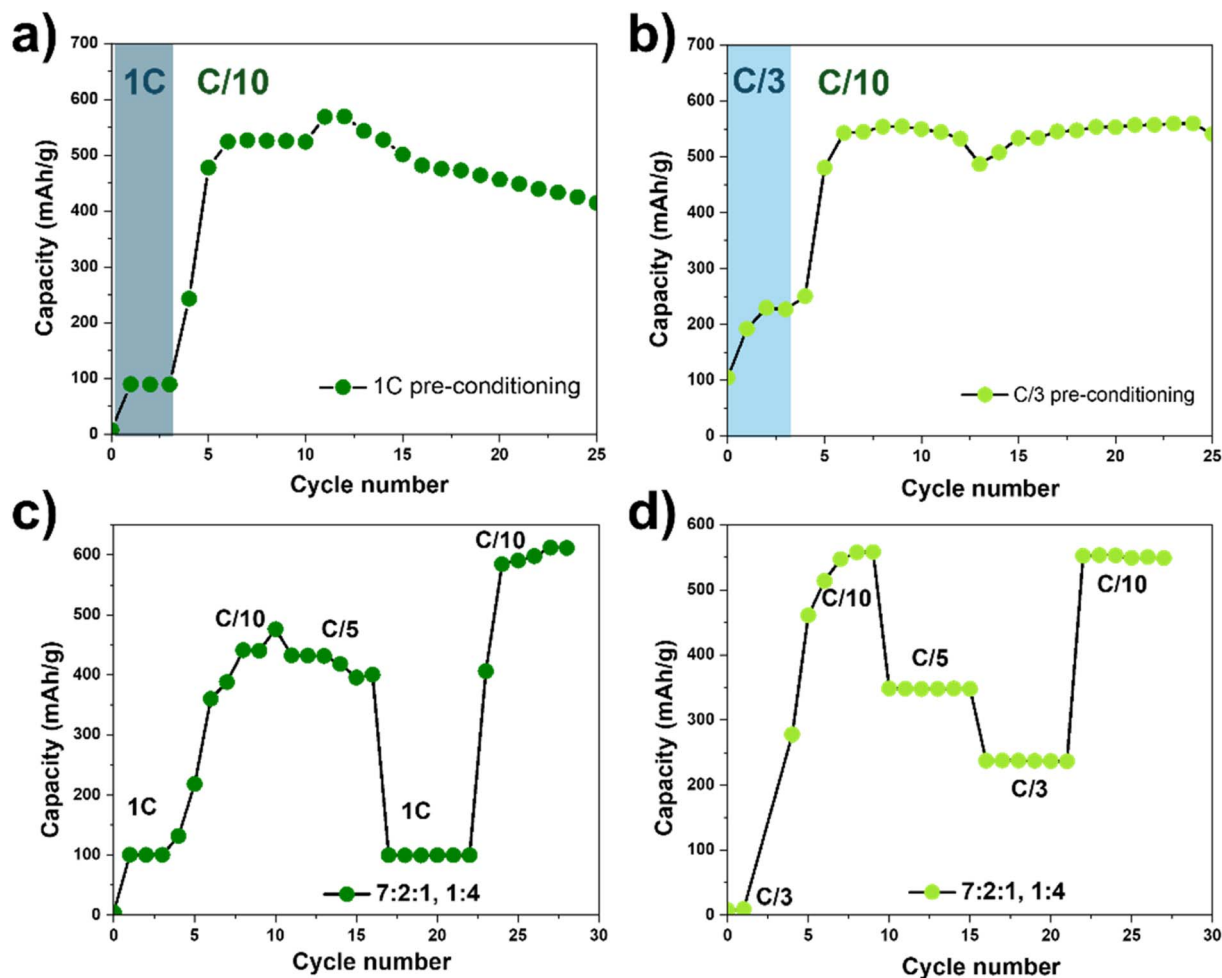 a)
700
600
500
400
300
200
100
0
Capacity (mAh/g)
1C
C/10
1C pre-conditioning
0
5
10
15
20
25
Cycle number
b)
700
600
500
400
300
200
100
0
Capacity (mAh/g)
C/3
C/10
C/3 pre-conditioning
0
5
10
15
20
25
Cycle number
c)
600
500
400
300
200
100
0
Capacity (mAh/g)
1C
C/10
C/5
1C
C/10
7:2:1, 1:4
0
5
10
15
20
25
30
Cycle number
d)
600
500
400
300
200
100
0
Capacity (mAh/g)
C/3
C/10
C/5
C/3
C/10
7:2:1, 1:4
0
5
10
15
20
25
30
Cycle number